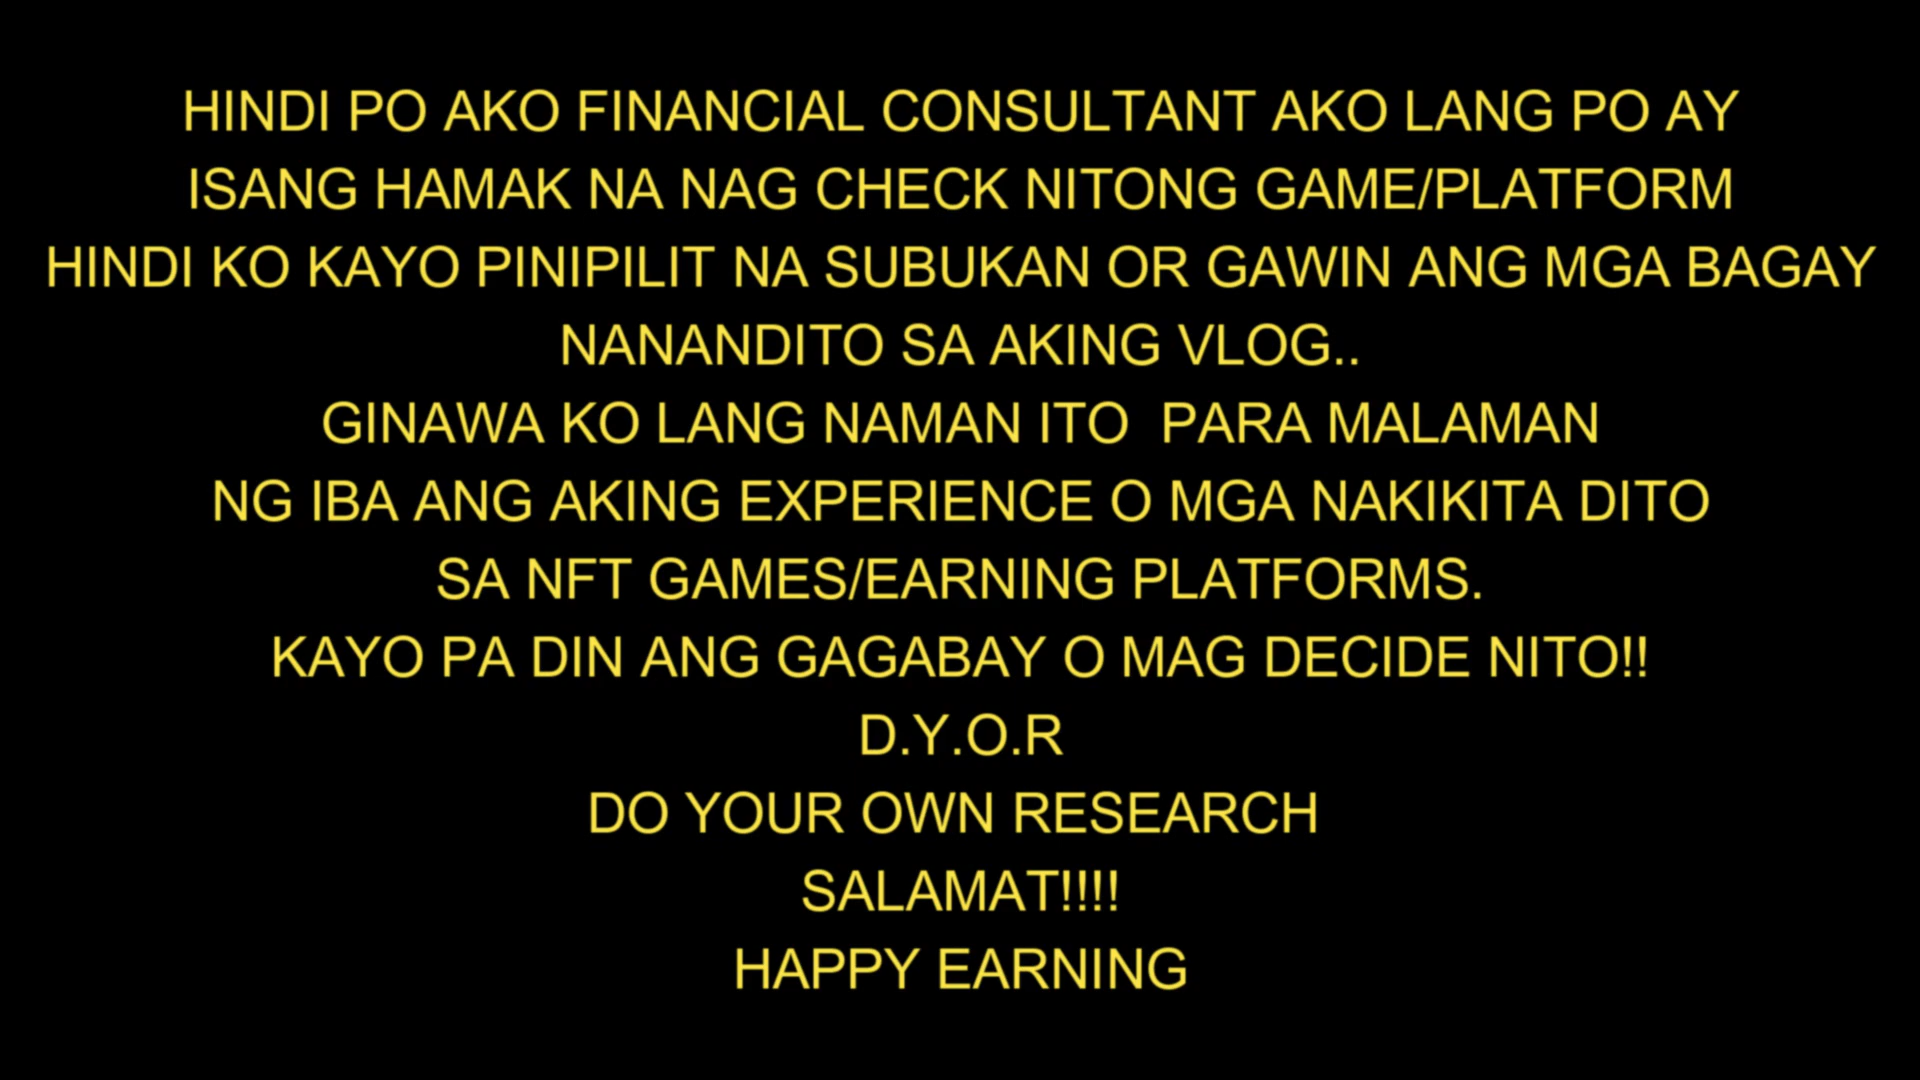 HINDI PO AKO FINANCIAL CONSULTANT AKO LANG PO AY
ISANG HAMAK NA NAG CHECK NITONG GAME/PLATFORM
HINDI KO KAYO PINIPILIT NA SUBUKAN OR GAWIN ANG MGA BAGAY
NANANDITO SA AKING VLOG..
GINAWA KO LANG NAMAN ITO  PARA MALAMAN
NG IBA ANG AKING EXPERIENCE O MGA NAKIKITA DITO
SA NFT GAMES/EARNING PLATFORMS.
KAYO PA DIN ANG GAGABAY O MAG DECIDE NITO!!
D.Y.O.R
DO YOUR OWN RESEARCH
SALAMAT!!!!
HAPPY EARNING